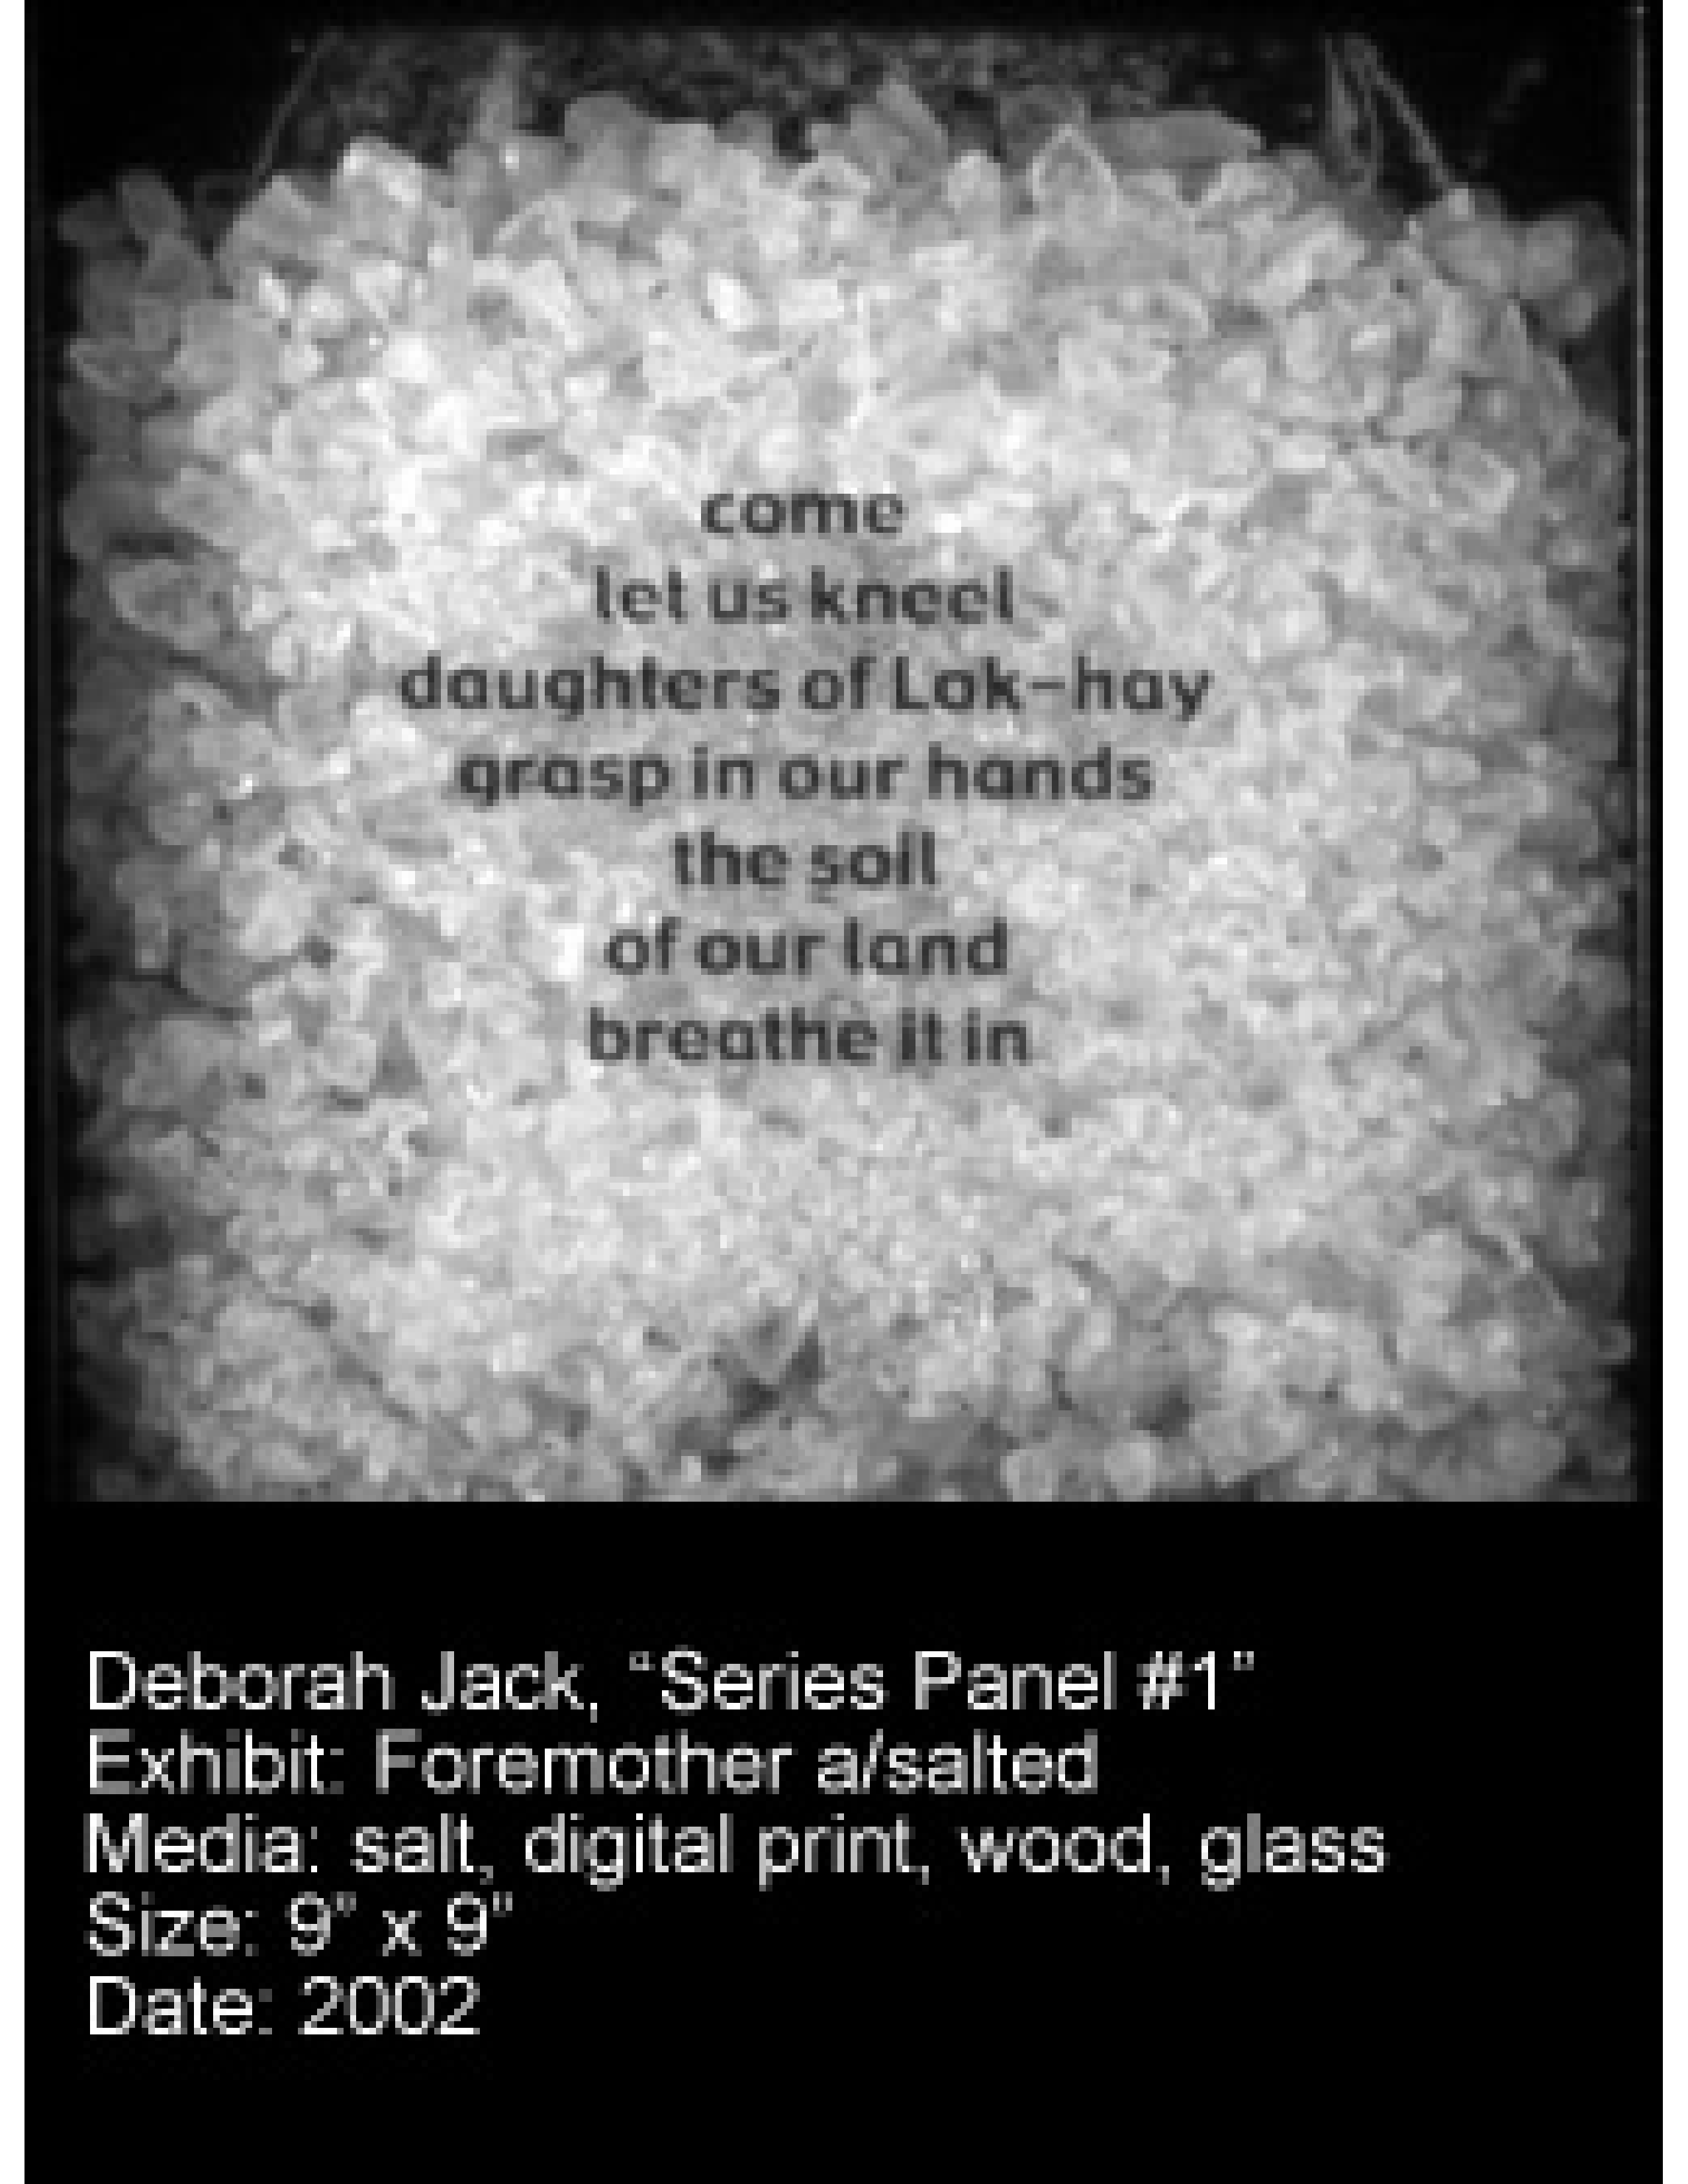 come
let us kneel
daughters of Lak-hay
grasp in our hands
the soil
of our land
breathe it in
Deborah Jack, “Series Panel #1”
Exhibit: Foremother a/salted
Media: salt, digital print, wood, glass
Size: 9” x 9”
Date: 2002